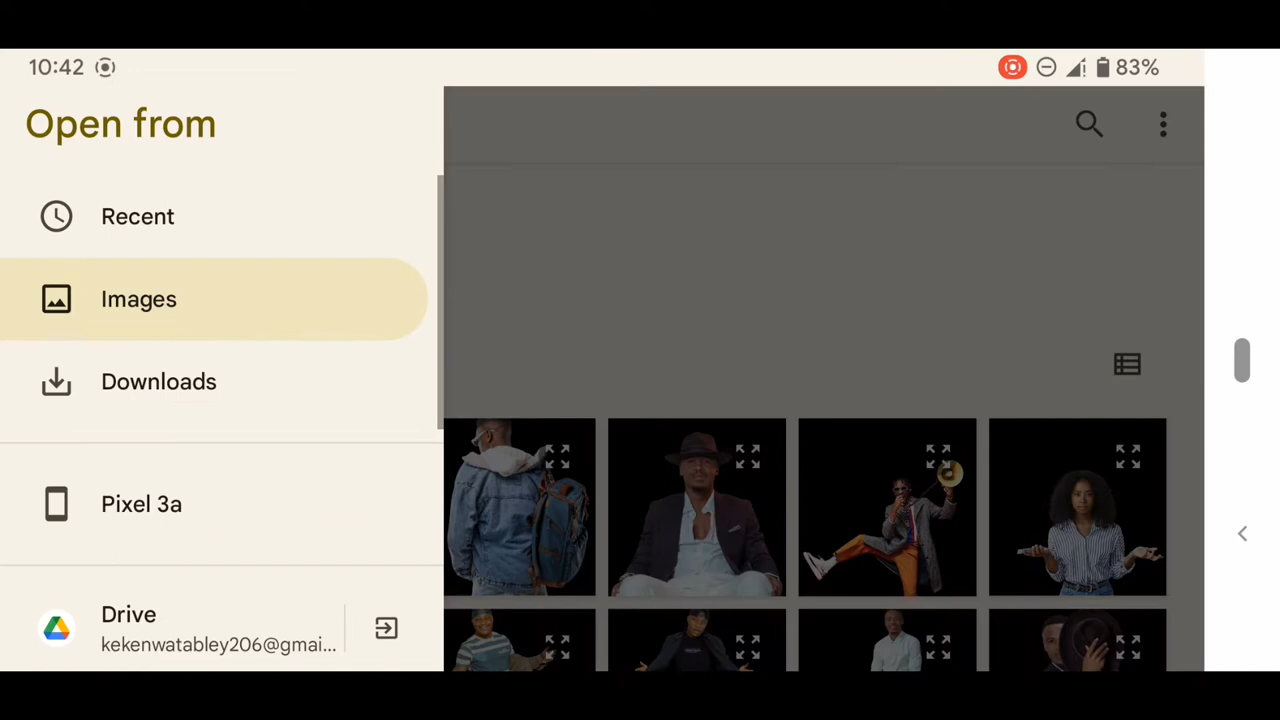 10:42
83%
Open from
Recent
Images
Downloads
Pixel 3a
Drive
kekenwatabley206@gmai...